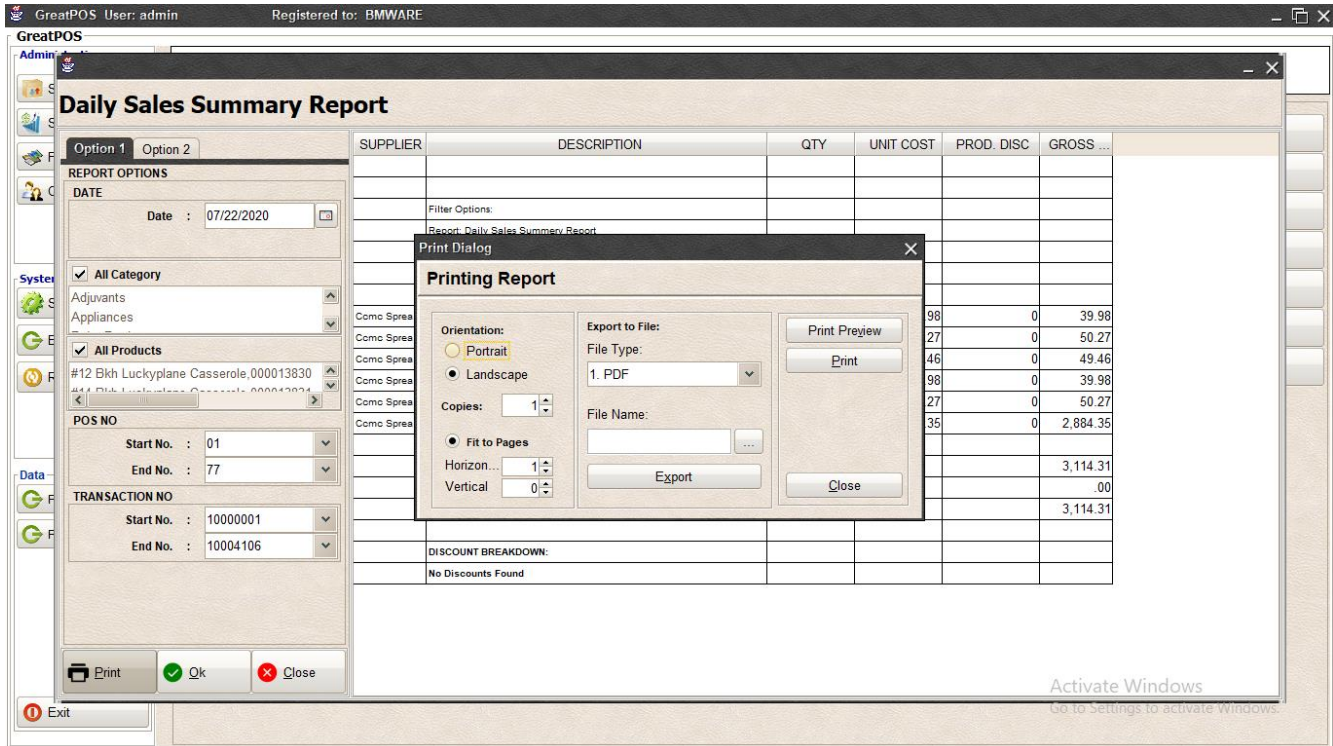 GreatPOS User: admin Registered to: BMWARE
GreatPOS
Daily Sales Summary Report
Option 1 Option 2
REPORT OPTIONS
DATE
Date : 07/22/2020
All Category
Adjuvants
Appliances
All Products
#12 Bkh Luckyplane Casserole,000013830
POS NO
Start No. : 01
End No. : 77
TRANSACTION NO
Start No. : 10000001
End No. : 10004106
Print Ok Close
Exit
SUPPLIER DESCRIPTION QTY UNIT COST PROD. DISC GROSS ...
Filter Options:
Report: Daily Sales Summery Report
Print Dialog
Printing Report
Orientation:
Portrait
Landscape
Copies: 1
Fit to Pages
Horizon... 1
Vertical 0
Export to File:
File Type:
1. PDF
File Name:
...
Export
Print Preview
Print
Close
Ccmc Sprea 98 0 39.98
Ccmc Sprea 27 0 50.27
Ccmc Sprea 46 0 49.46
Ccmc Sprea 98 0 39.98
Ccmc Sprea 27 0 50.27
Ccmc Sprea 35 0 2,884.35
3,114.31
.00
3,114.31
DISCOUNT BREAKDOWN:
No Discounts Found
Activate Windows
Go to Settings to activate Windows.